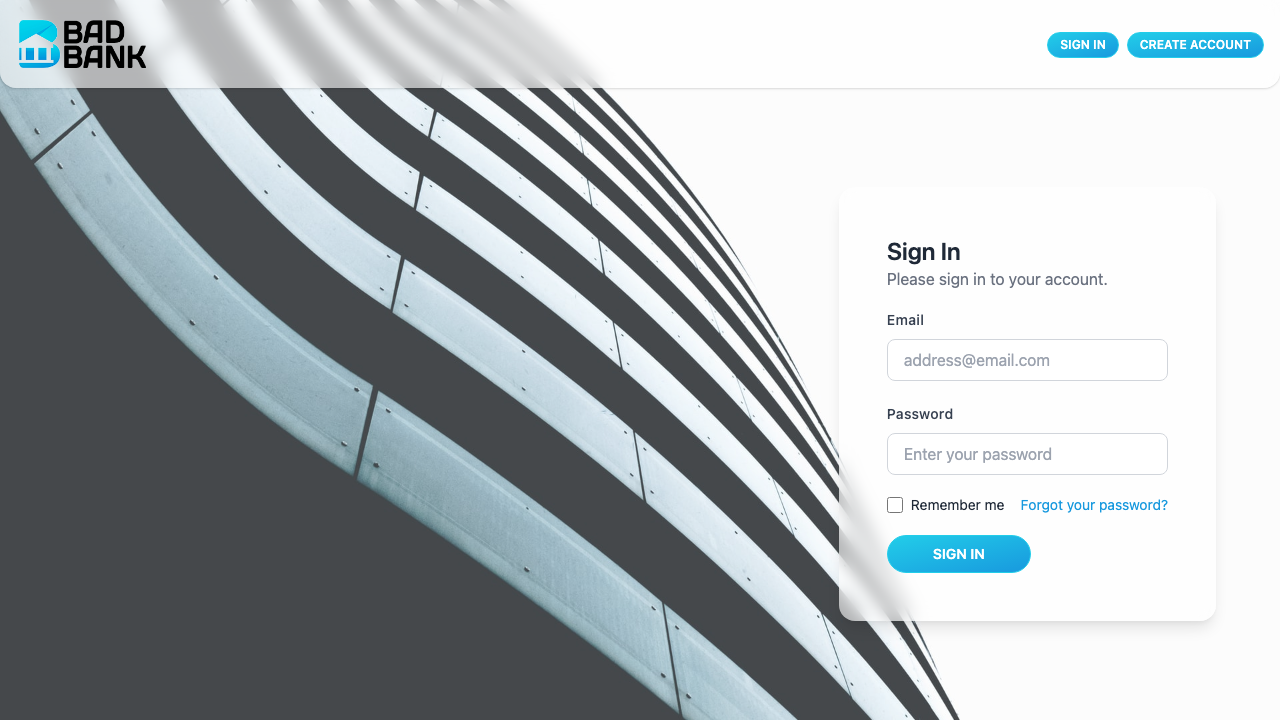 BAD
BANK
SIGN IN
CREATE ACCOUNT
Sign In
Please sign in to your account.
Email
address@email.com
Password
Enter your password
Remember me
Forgot your password?
SIGN IN